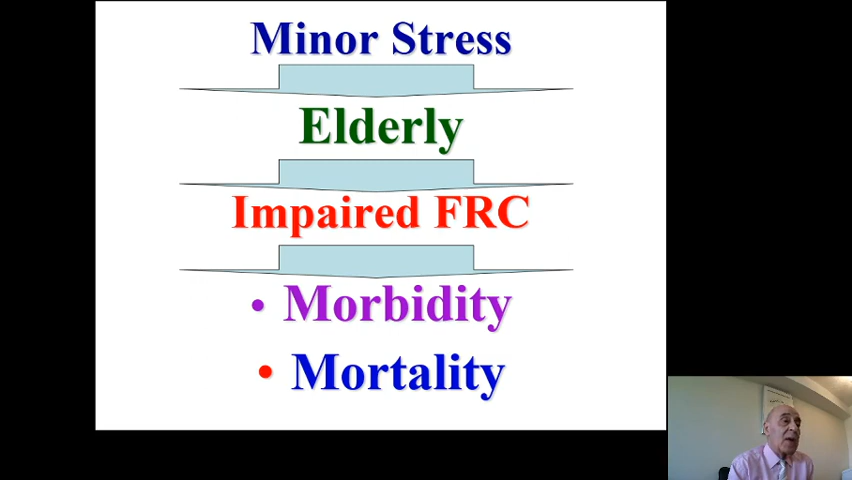 Minor Stress
Elderly
Impaired FRC
• Morbidity
• Mortality